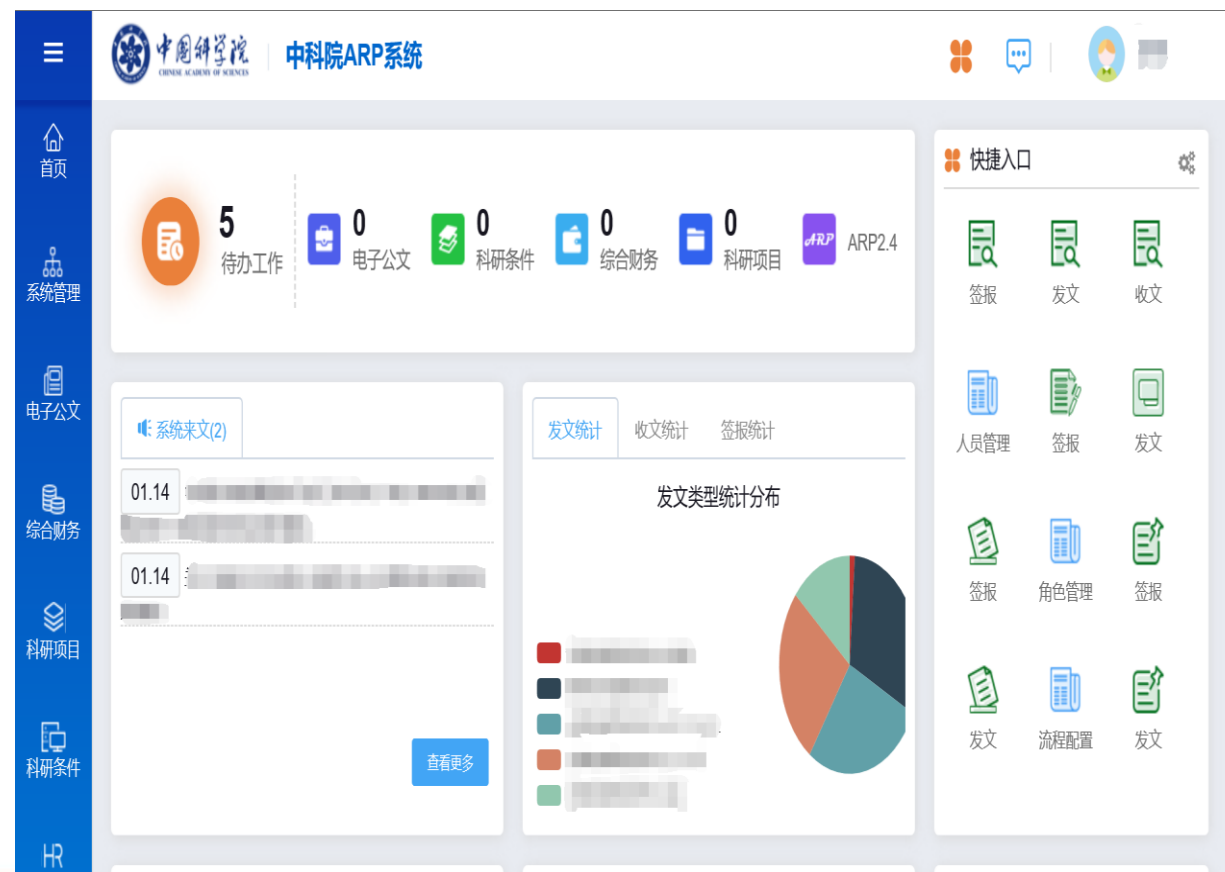 中国科学院
CHINESE ACADEMY OF SCIENCES
中科院ARP系统
首页
系统管理
电子公文
综合财务
科研项目
科研条件
HR
5
待办工作
0
电子公文
0
科研条件
0
综合财务
0
科研项目
ARP
ARP2.4
系统来文(2)
01.14
01.14
查看更多
发文统计 收文统计 签报统计
发文类型统计分布
快捷入口
签报 发文 收文
人员管理 签报 发文
签报 角色管理 签报
发文 流程配置 发文